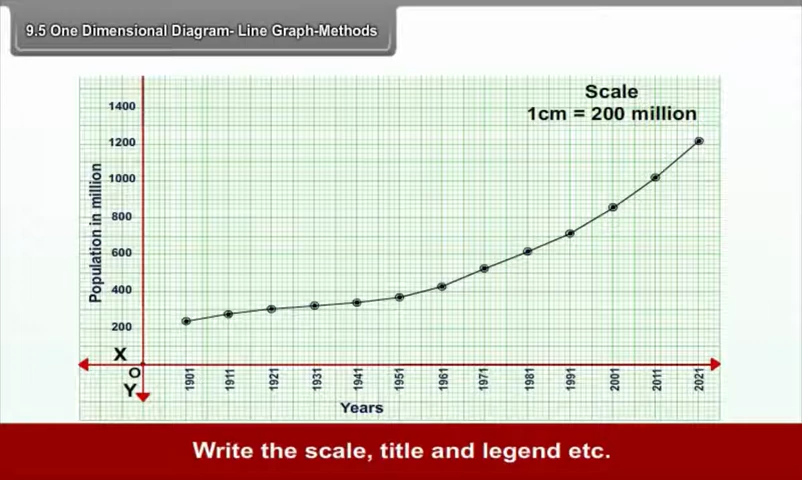 9.5 One Dimensional Diagram- Line Graph-Methods
Scale
1cm = 200 million
1400
1200
1000
800
600
400
200
Population in million
X
O
Y
1901
1911
1921
1931
1941
1951
1961
1971
1981
1991
2001
2011
2021
Years
Write the scale, title and legend etc.